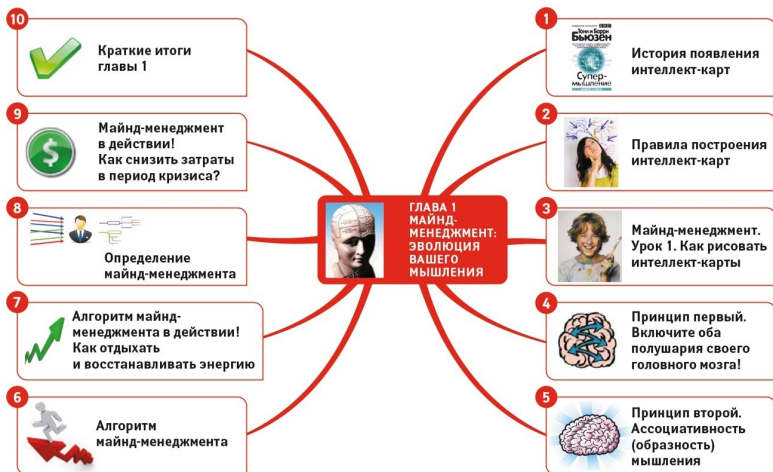 ГЛАВА 1
МАЙНД-
МЕНЕДЖМЕНТ:
ЭВОЛЮЦИЯ
ВАШЕГО
МЫШЛЕНИЯ
1
Тони и Барри
Бьюзен
Супер-
мышление
История появления
интеллект-карт
2
Правила построения
интеллект-карт
3
Майнд-менеджмент.
Урок 1. Как рисовать
интеллект-карты
4
Принцип первый.
Включите оба
полушария своего
головного мозга!
5
Принцип второй.
Ассоциативность
(образность)
мышления
6
Алгоритм
майнд-менеджмента
7
Алгоритм майнд-
менеджмента в действии!
Как отдыхать
и восстанавливать энергию
8
Определение
майнд-менеджмента
9
$
Майнд-менеджмент
в действии!
Как снизить затраты
в период кризиса?
10
Краткие итоги
главы 1